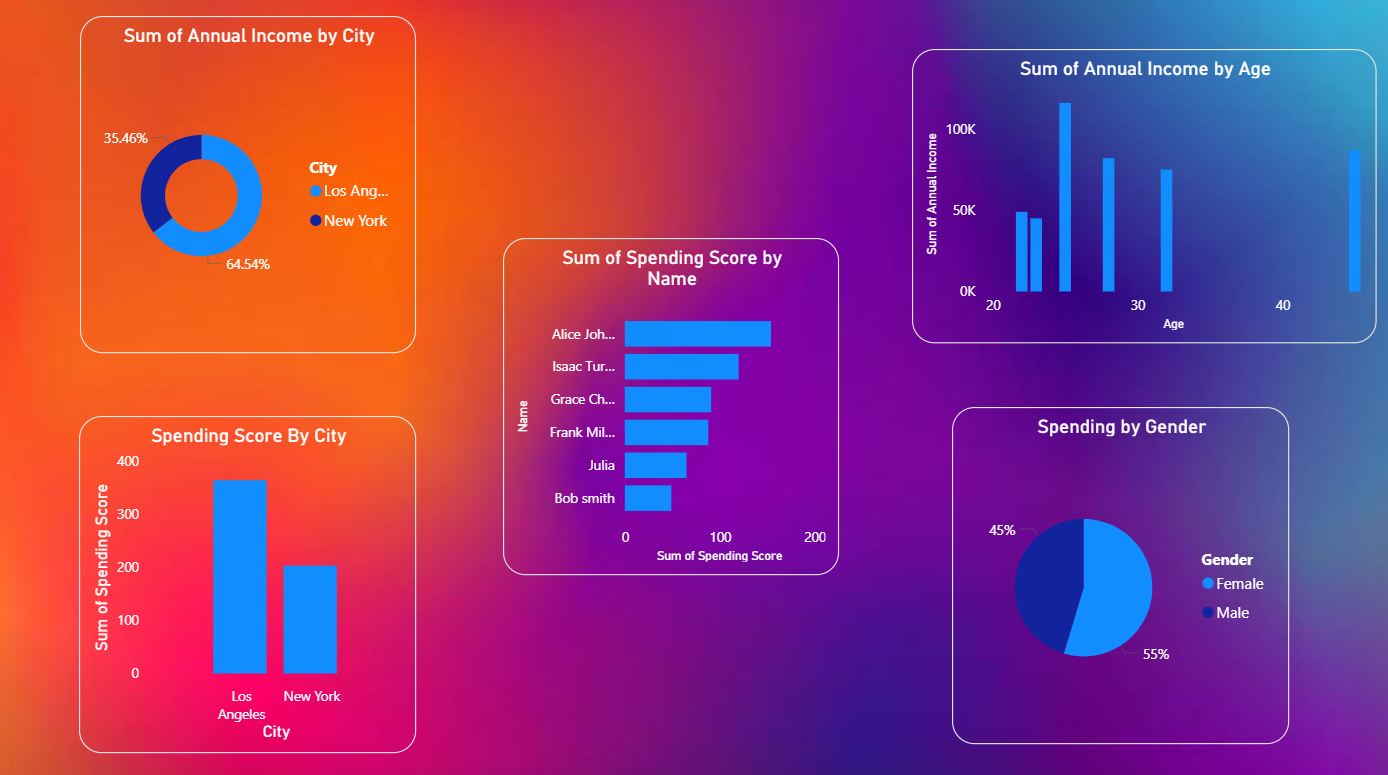 Sum of Annual Income by City
35.46%
64.54%
City
Los Ang...
New York
Spending Score By City
Sum of Spending Score
400
300
200
100
0
Los
Angeles
New York
City
Sum of Spending Score by
Name
Name
Alice Joh...
Isaac Tur...
Grace Ch...
Frank Mil...
Julia
Bob smith
0
100
200
Sum of Spending Score
Sum of Annual Income by Age
Sum of Annual Income
100K
50K
0K
20
30
40
Age
Spending by Gender
45%
55%
Gender
Female
Male